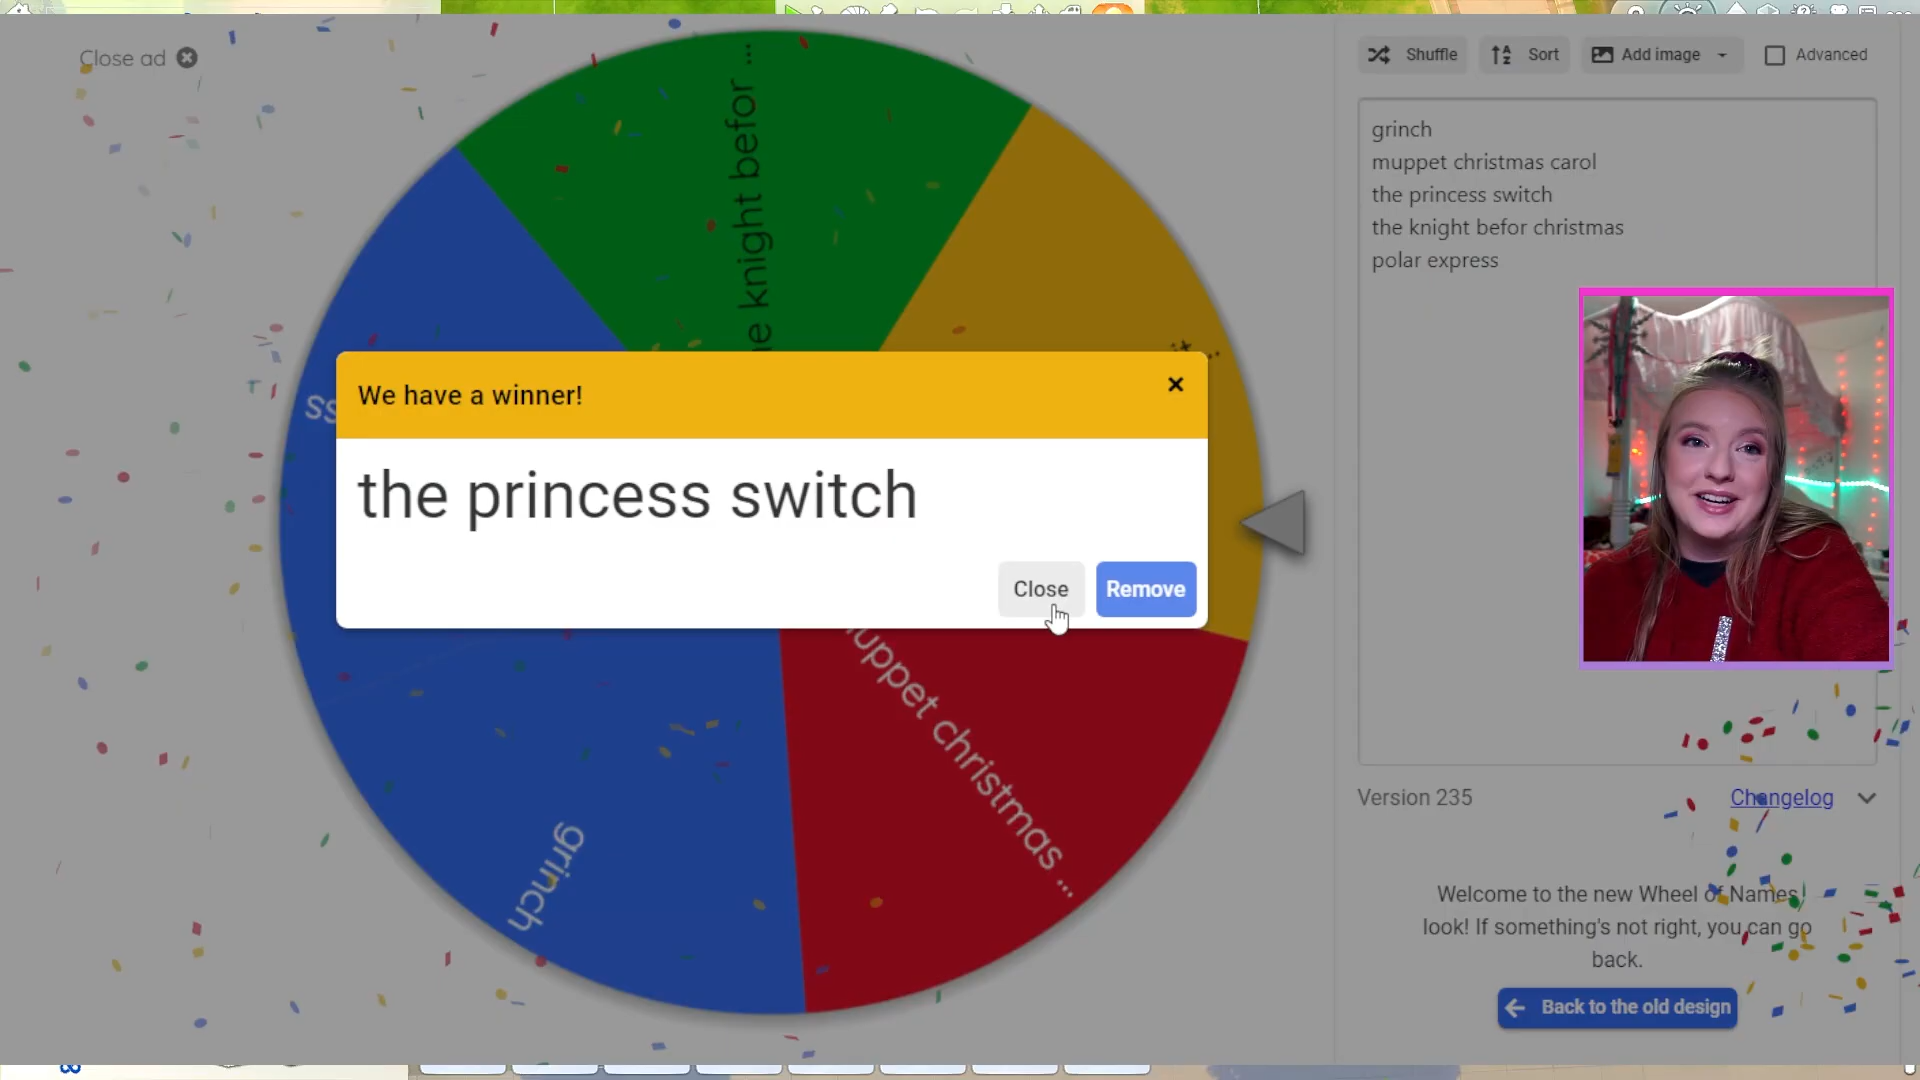 Close ad
Shuffle
Sort
Add image
Advanced
grinch
muppet christmas carol
the princess switch
the knight befor christmas
polar express
e knight befor ...
We have a winner!
the princess switch
Close
Remove
uppet christmas ...
grinch
Version 235
Changelog
Welcome to the new Wheel of Names
look! If something's not right, you can go
back.
Back to the old design